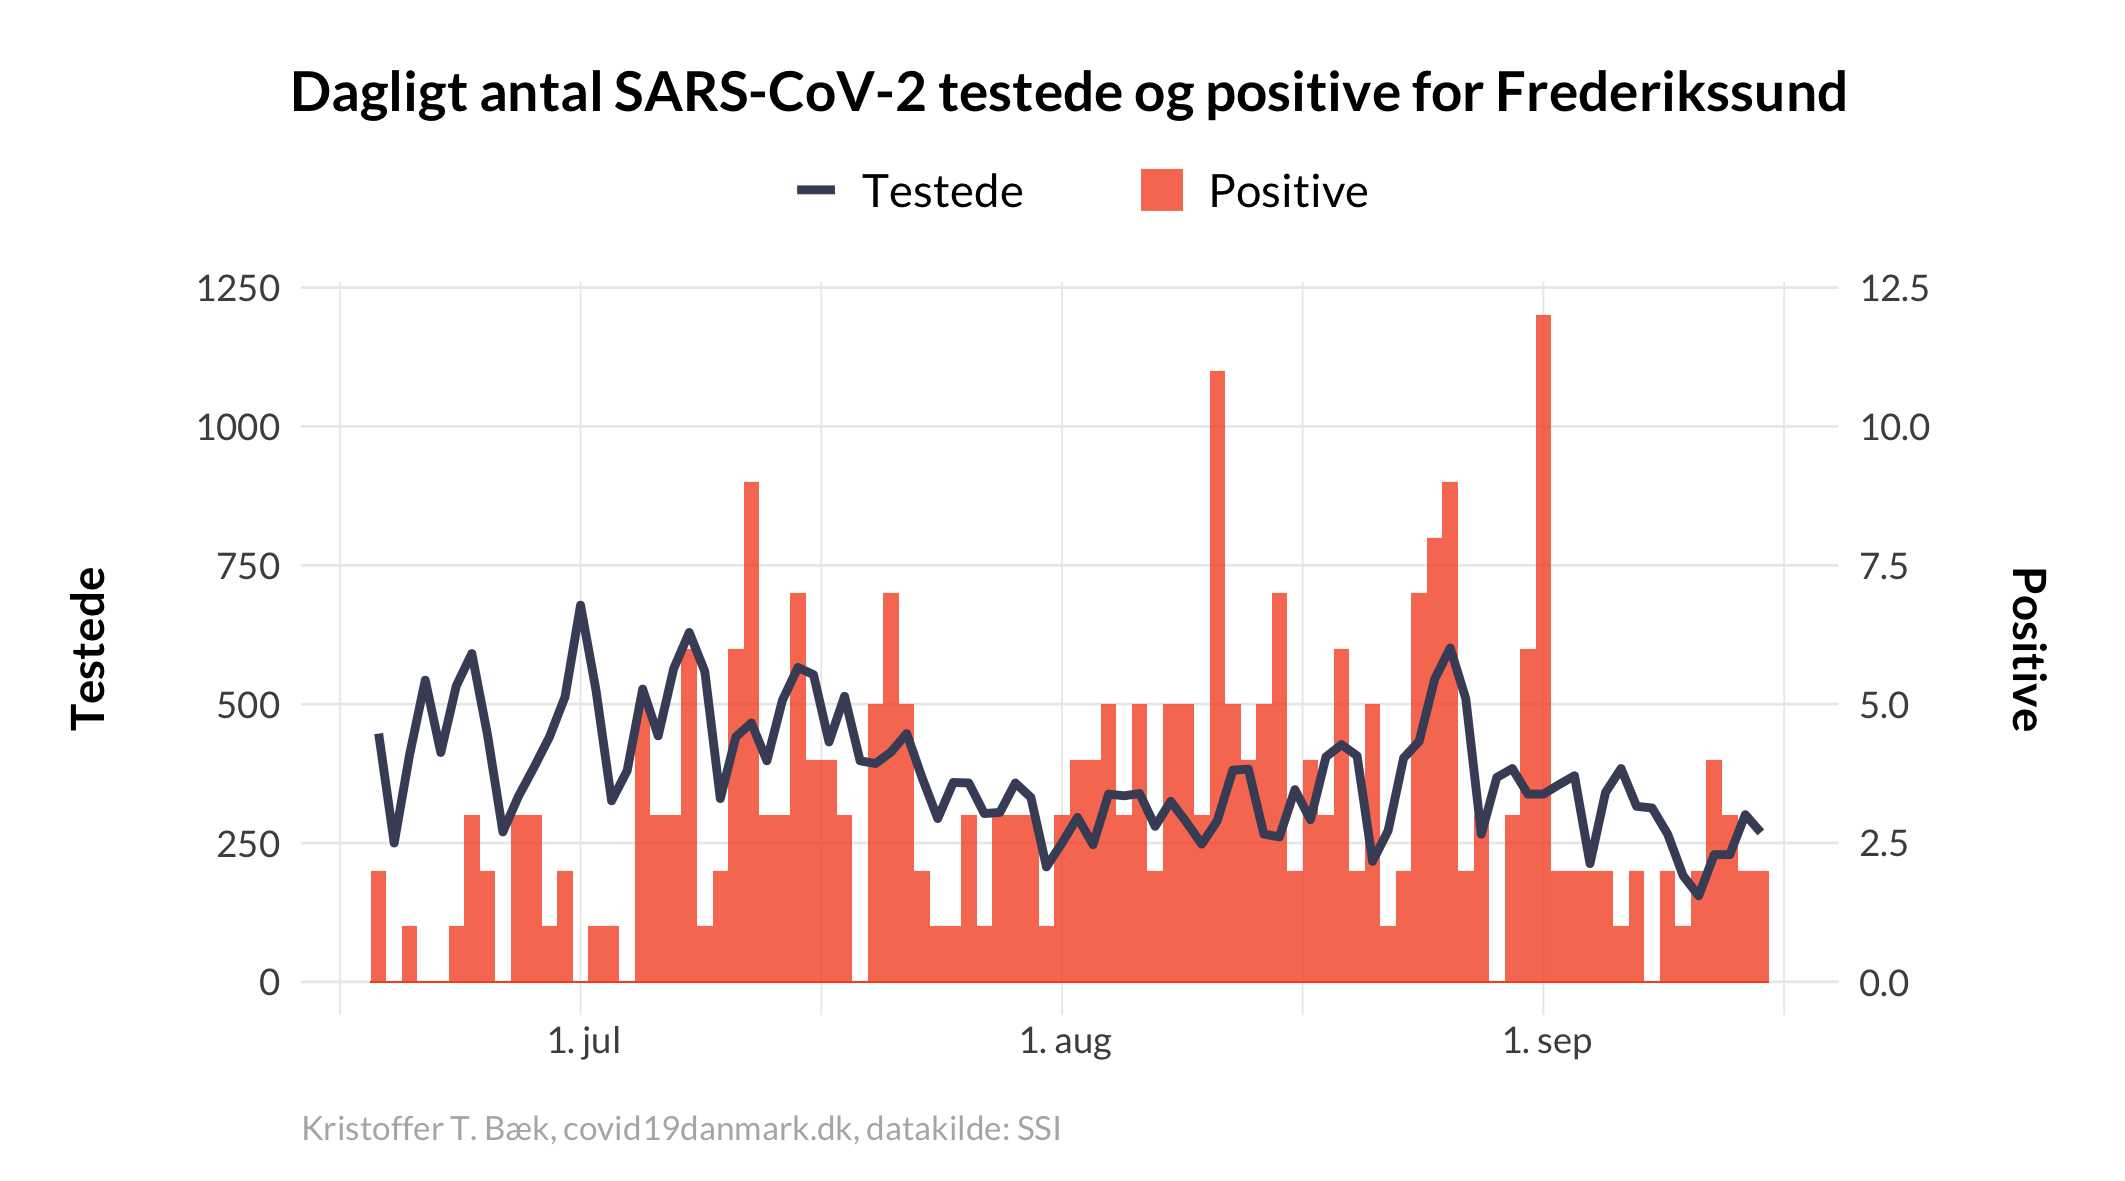 Dagligt antal SARS-CoV-2 testede og positive for Frederikssund
Testede
Positive
1250
1000
750
500
250
0
12.5
10.0
7.5
5.0
2.5
0.0
Testede
Positive
1. jul
1. aug
1. sep
Kristoffer T. Bæk, covid19danmark.dk, datakilde: SSI